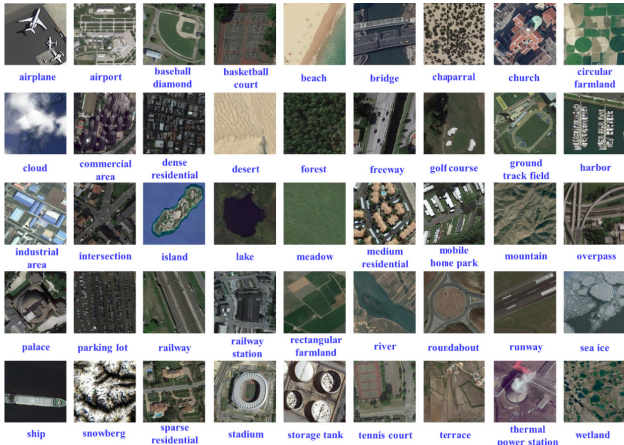 airplane
airport
baseball
diamond
basketball
court
beach
bridge
chaparral
church
circular
farmland
cloud
commercial
area
dense
residential
desert
forest
freeway
golf course
ground
track field
harbor
industrial
area
intersection
island
lake
meadow
medium
residential
mobile
home park
mountain
overpass
palace
parking lot
railway
railway
station
rectangular
farmland
river
roundabout
runway
sea ice
ship
snowberg
sparse
residential
stadium
storage tank
tennis court
terrace
thermal
power station
wetland